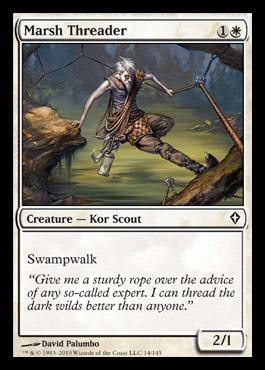 Marsh Threader 1
Creature — Kor Scout
Swampwalk
“Give me a sturdy rope over the advice
of any so-called expert. I can thread the
dark wilds better than anyone.”
David Palumbo
™ & © 1993–2010 Wizards of the Coast LLC 14/145
2/1